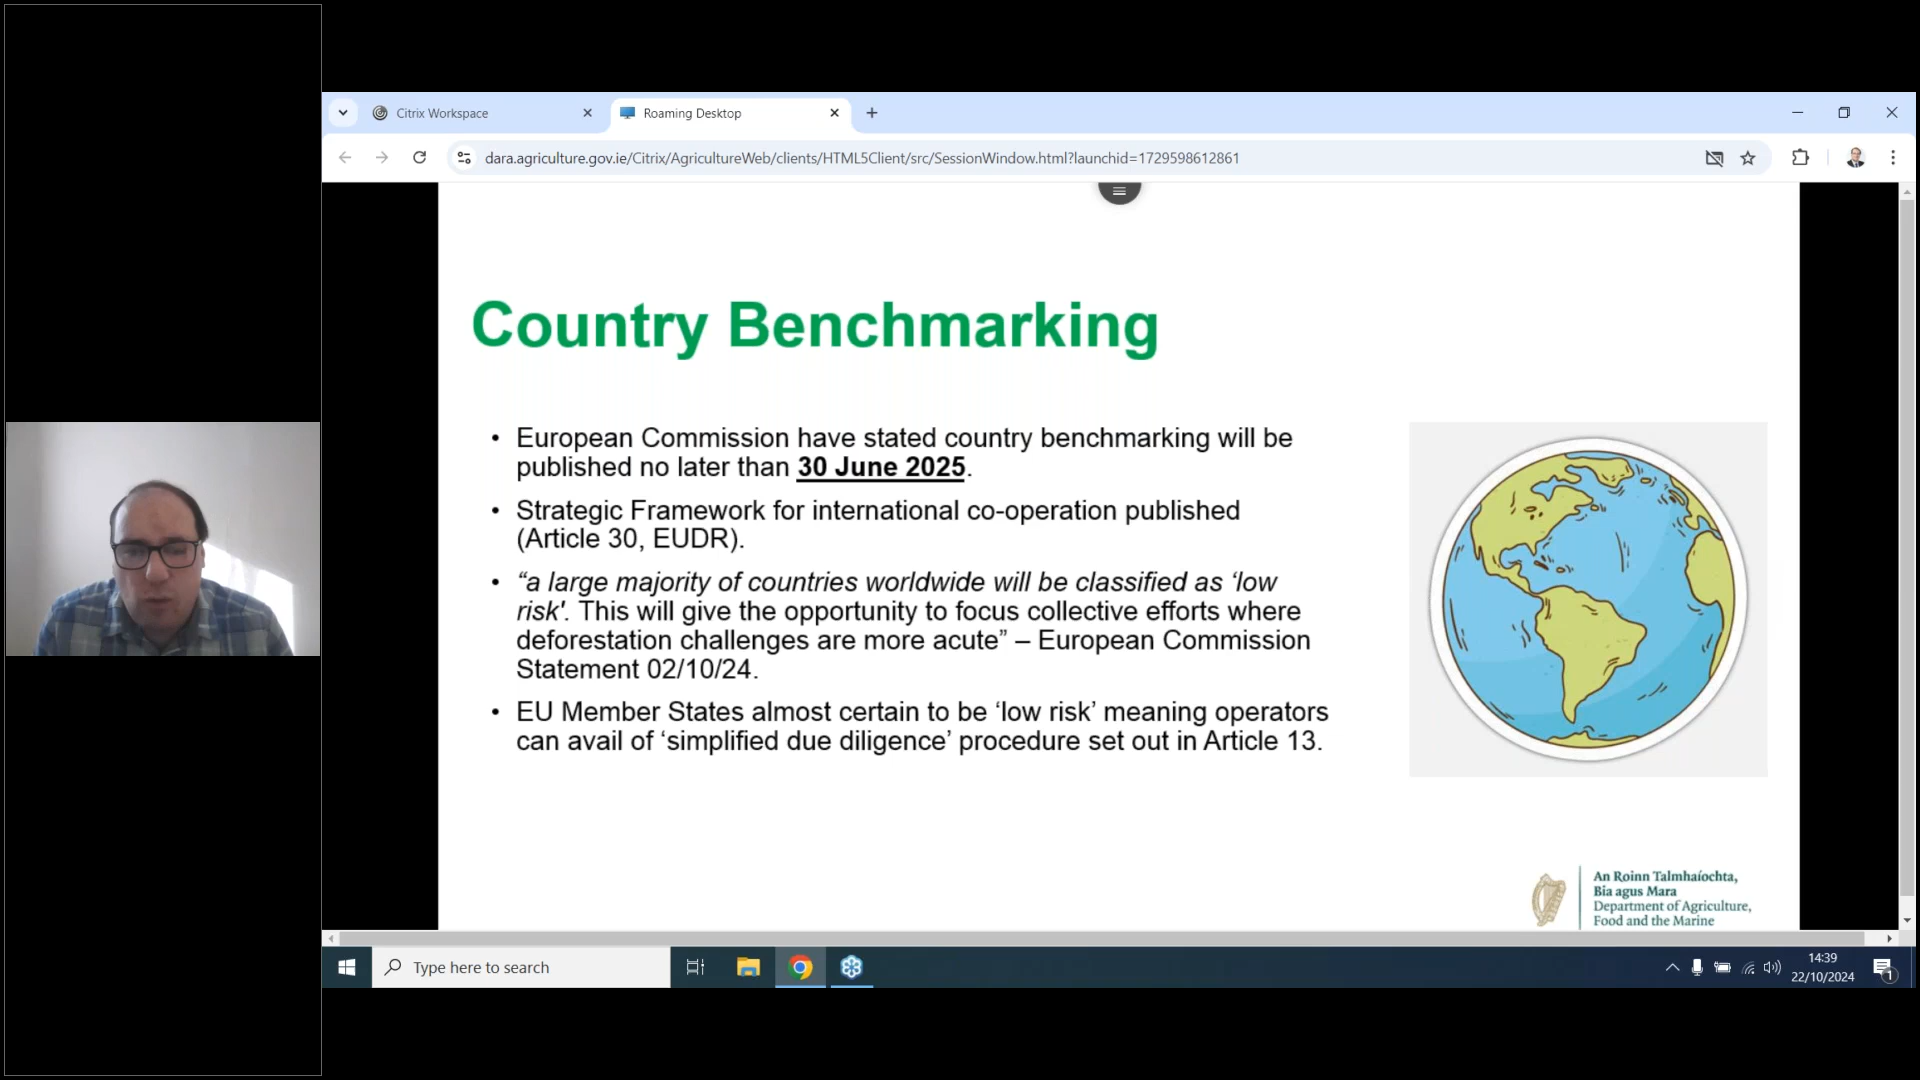 Citrix Workspace
Roaming Desktop
dara.agriculture.gov.ie/Citrix/AgricultureWeb/clients/HTML5Client/src/SessionWindow.html?launchid=1729598612861
Country Benchmarking
• European Commission have stated country benchmarking will be
published no later than 30 June 2025.
• Strategic Framework for international co-operation published
(Article 30, EUDR).
• “a large majority of countries worldwide will be classified as ‘low
risk'. This will give the opportunity to focus collective efforts where
deforestation challenges are more acute” – European Commission
Statement 02/10/24.
• EU Member States almost certain to be ‘low risk’ meaning operators
can avail of ‘simplified due diligence’ procedure set out in Article 13.
An Roinn Talmhaíochta,
Bia agus Mara
Department of Agriculture,
Food and the Marine
Type here to search
14:39
22/10/2024
1